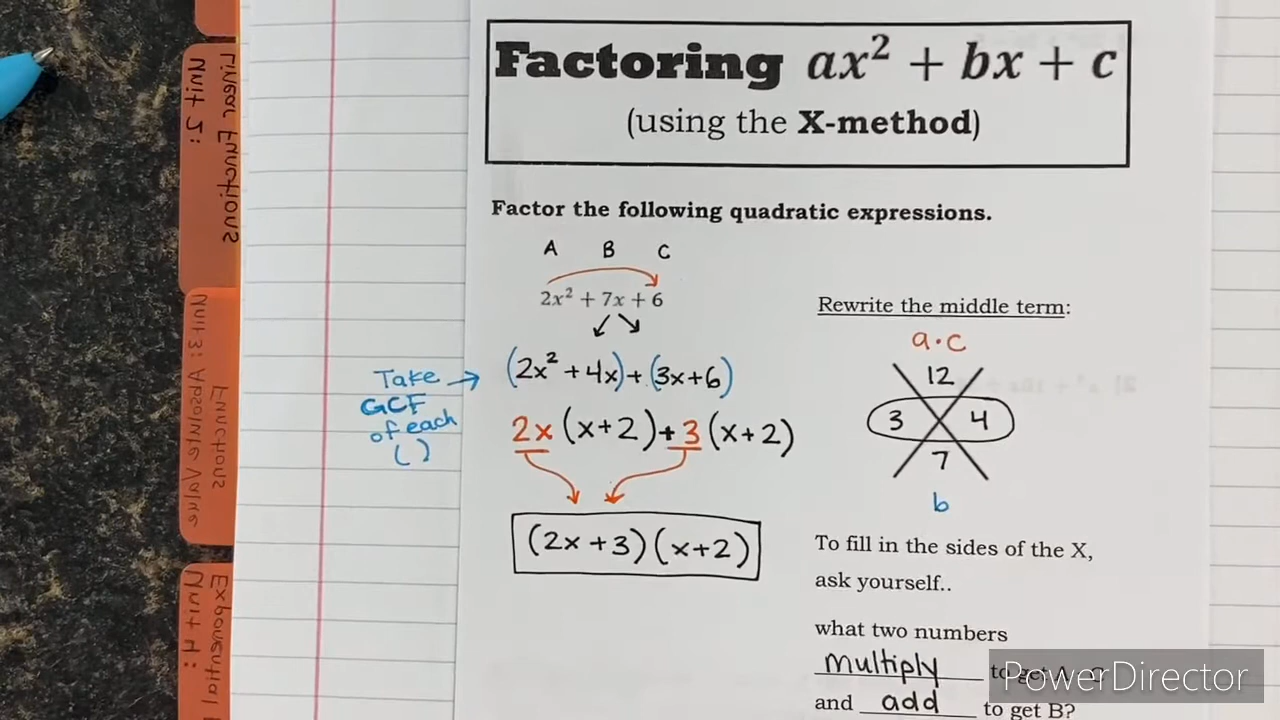 Factoring ax² + bx + c
(using the X-method)
Factor the following quadratic expressions.
A B C
2x² + 7x + 6
(2x² + 4x) + (3x + 6)
Take
GCF
of each
( )
2x (x+2) + 3 (x+2)
(2x + 3) (x+2)
Rewrite the middle term:
a·c
12
3 4
7
b
To fill in the sides of the X,
ask yourself..
what two numbers
multiply to get A · C
and add to get B?
PowerDirector
Unit 2:
Linear Functions
Unit 3: Absolute Value
Functions
Unit 4:
Exponential